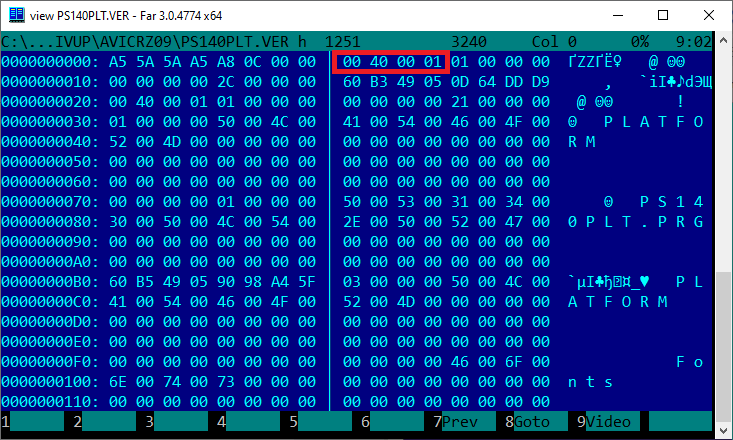 view PS140PLT.VER - Far 3.0.4774 x64
C:\...IVUP\AVICRZ09\PS140PLT.VER h 1251 3240 Col 0 0% 9:02
0000000000: A5 5A 5A A5 A8 0C 00 00 00 40 00 01 01 00 00 00 ҐZZҐЁ♀ @ ☺☺
0000000010: 00 00 00 00 2C 00 00 00 60 B3 49 05 0D 64 DD D9 , `іI♣♪dЭЩ
0000000020: 00 40 00 01 01 00 00 00 00 00 00 00 21 00 00 00 @ ☺☺ !
0000000030: 01 00 00 00 50 00 4C 00 41 00 54 00 46 00 4F 00 ☺ P L A T F O
0000000040: 52 00 4D 00 00 00 00 00 00 00 00 00 00 00 00 00 R M
0000000050: 00 00 00 00 00 00 00 00 00 00 00 00 00 00 00 00
0000000060: 00 00 00 00 00 00 00 00 00 00 00 00 00 00 00 00
0000000070: 00 00 00 00 01 00 00 00 50 00 53 00 31 00 34 00 ☺ P S 1 4
0000000080: 30 00 50 00 4C 00 54 00 2E 00 50 00 52 00 47 00 0 P L T . P R G
0000000090: 00 00 00 00 00 00 00 00 00 00 00 00 00 00 00 00
00000000A0: 00 00 00 00 00 00 00 00 00 00 00 00 00 00 00 00
00000000B0: 60 B5 49 05 90 98 A4 5F 03 00 00 00 50 00 4C 00 `µI♣ђ¤_♥ P L
00000000C0: 41 00 54 00 46 00 4F 00 52 00 4D 00 00 00 00 00 A T F O R M
00000000D0: 00 00 00 00 00 00 00 00 00 00 00 00 00 00 00 00
00000000E0: 00 00 00 00 00 00 00 00 00 00 00 00 00 00 00 00
00000000F0: 00 00 00 00 00 00 00 00 00 00 00 00 46 00 6F 00 F o
0000000100: 6E 00 74 00 73 00 00 00 00 00 00 00 00 00 00 00 n t s
0000000110: 00 00 00 00 00 00 00 00 00 00 00 00 00 00 00 00
1 2 3 4 5 6 7Prev 8Goto 9Video